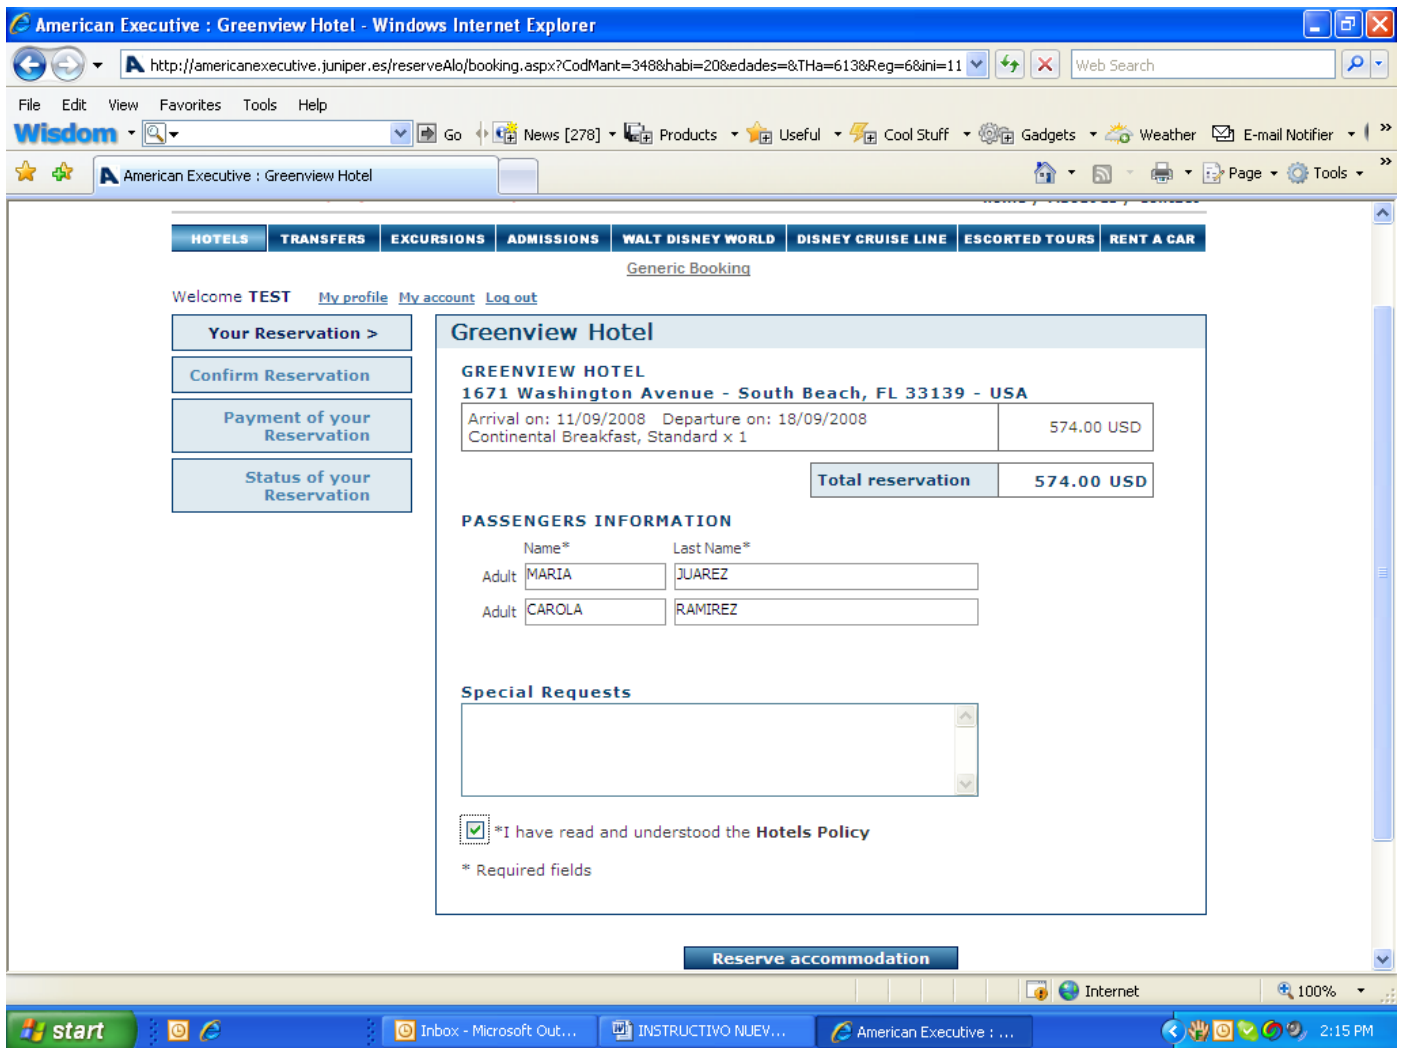 American Executive : Greenview Hotel - Windows Internet Explorer
http://americanexecutive.juniper.es/reserveAlo/booking.aspx?CodMant=348&habi=20&edades=&THa=613&Reg=6&ini=11
Web Search
File Edit View Favorites Tools Help
Wisdom Go News [278] Products Useful Cool Stuff Gadgets Weather E-mail Notifier
American Executive : Greenview Hotel
Page Tools
HOTELS TRANSFERS EXCURSIONS ADMISSIONS WALT DISNEY WORLD DISNEY CRUISE LINE ESCORTED TOURS RENT A CAR
Generic Booking
Welcome TEST My profile My account Log out
Your Reservation >
Confirm Reservation
Payment of your
Reservation
Status of your
Reservation
Greenview Hotel
GREENVIEW HOTEL
1671 Washington Avenue - South Beach, FL 33139 - USA
Arrival on: 11/09/2008 Departure on: 18/09/2008
Continental Breakfast, Standard x 1
574.00 USD
Total reservation 574.00 USD
PASSENGERS INFORMATION
Name* Last Name*
Adult MARIA JUAREZ
Adult CAROLA RAMIREZ
Special Requests
*I have read and understood the Hotels Policy
* Required fields
Reserve accommodation
Internet 100%
start Inbox - Microsoft Out... INSTRUCTIVO NUEV... American Executive : ... 2:15 PM